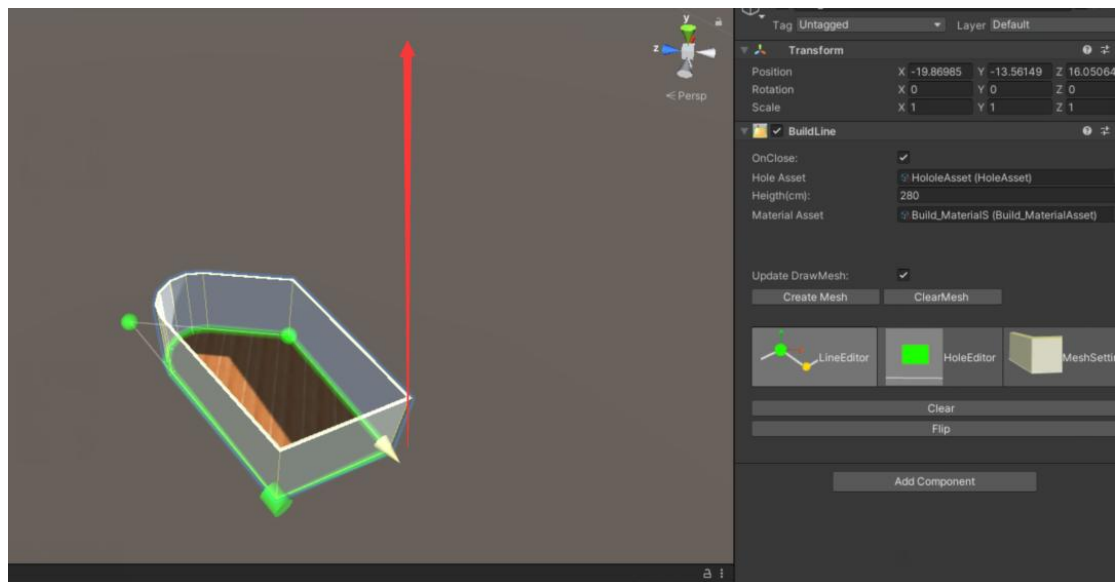 y
z
Persp
Tag Untagged Layer Default
Transform
Position X -19.86985 Y -13.56149 Z 16.05064
Rotation X 0 Y 0 Z 0
Scale X 1 Y 1 Z 1
BuildLine
OnClose:
Hole Asset HololeAsset (HoleAsset)
Heigth(cm): 280
Material Asset Build_MaterialS (Build_MaterialAsset)
Update DrawMesh:
Create Mesh ClearMesh
LineEditor HoleEditor MeshSetti
Clear
Flip
Add Component